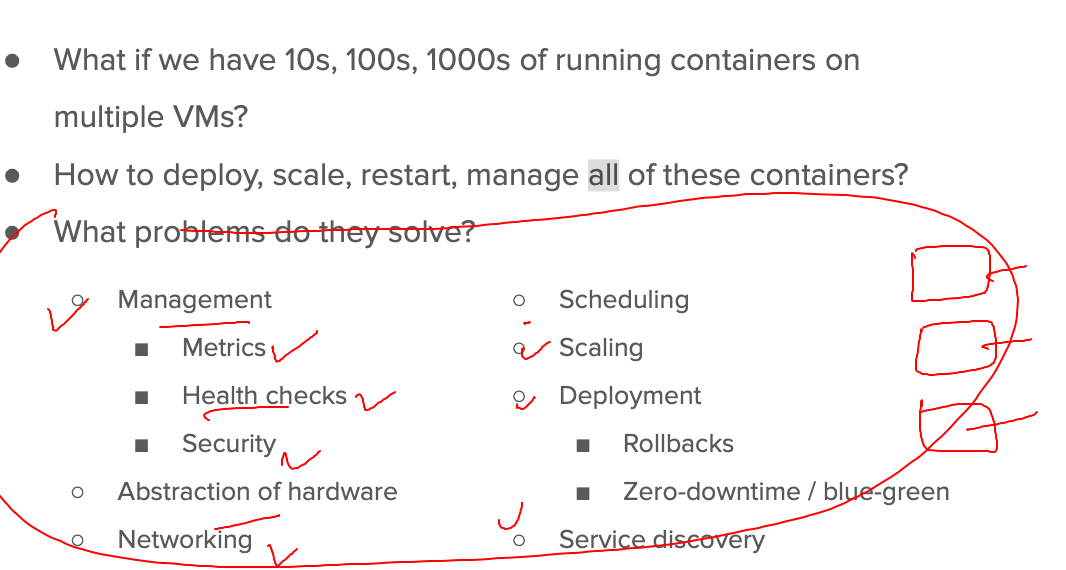 ● What if we have 10s, 100s, 1000s of running containers on
multiple VMs?
● How to deploy, scale, restart, manage all of these containers?
● What problems do they solve?
○ Management
■ Metrics
■ Health checks
■ Security
○ Abstraction of hardware
○ Networking
○ Scheduling
○ Scaling
○ Deployment
■ Rollbacks
■ Zero-downtime / blue-green
○ Service discovery